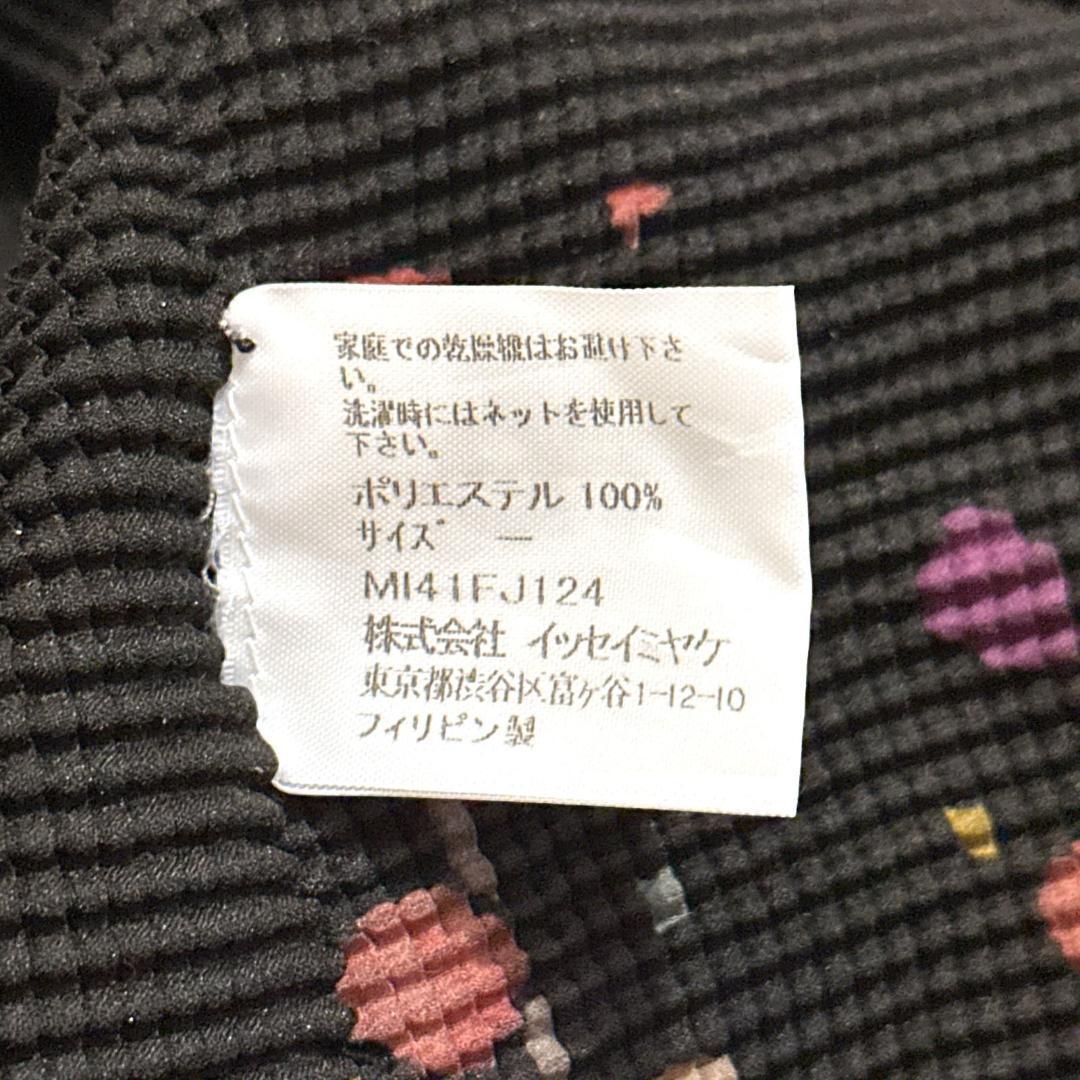 家庭での乾燥機はお避け下さ
い。
洗濯時にはネットを使用して
下さい。
ポリエステル 100%
サイズ ―
MI41FJ124
株式会社 イッセイミヤケ
東京都渋谷区富ヶ谷1-12-10
フィリピン製